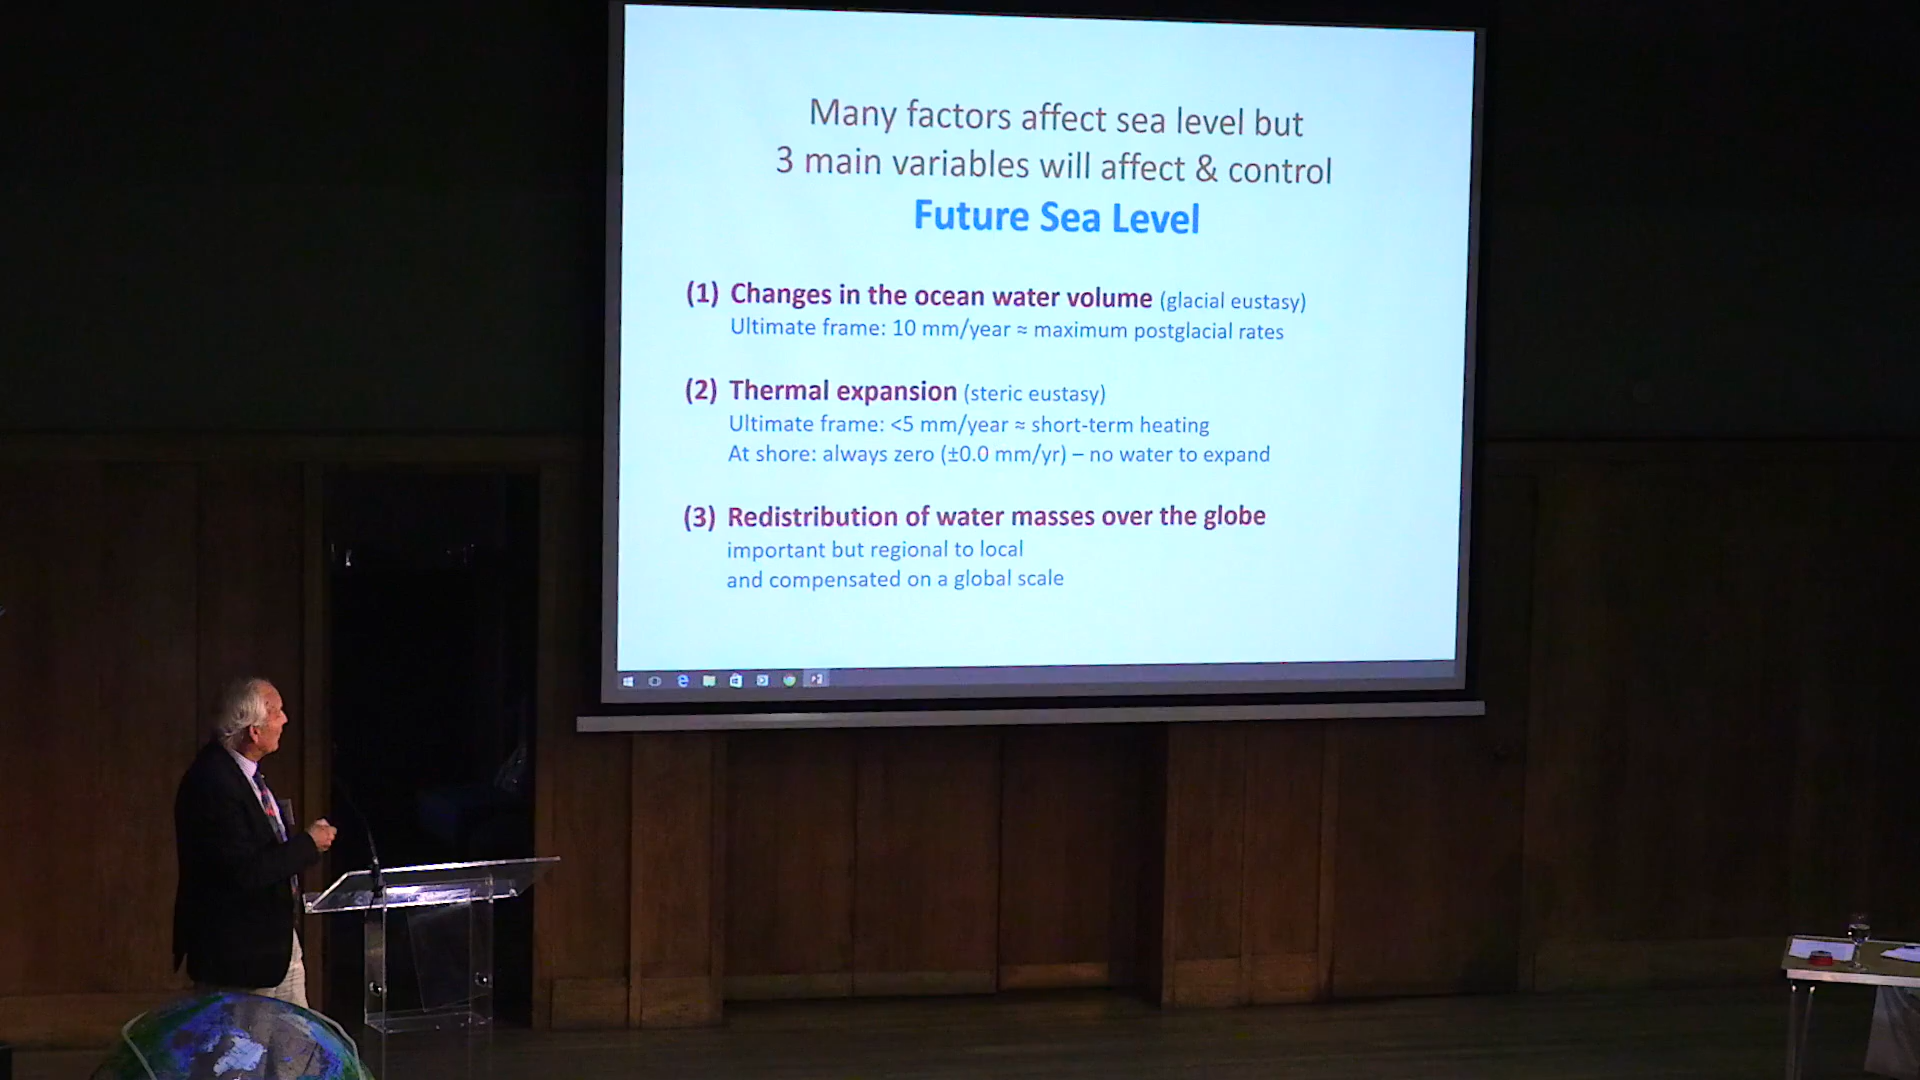 Many factors affect sea level but
3 main variables will affect & control
Future Sea Level
(1) Changes in the ocean water volume (glacial eustasy)
Ultimate frame: 10 mm/year ≈ maximum postglacial rates
(2) Thermal expansion (steric eustasy)
Ultimate frame: <5 mm/year ≈ short-term heating
At shore: always zero (±0.0 mm/yr) – no water to expand
(3) Redistribution of water masses over the globe
important but regional to local
and compensated on a global scale